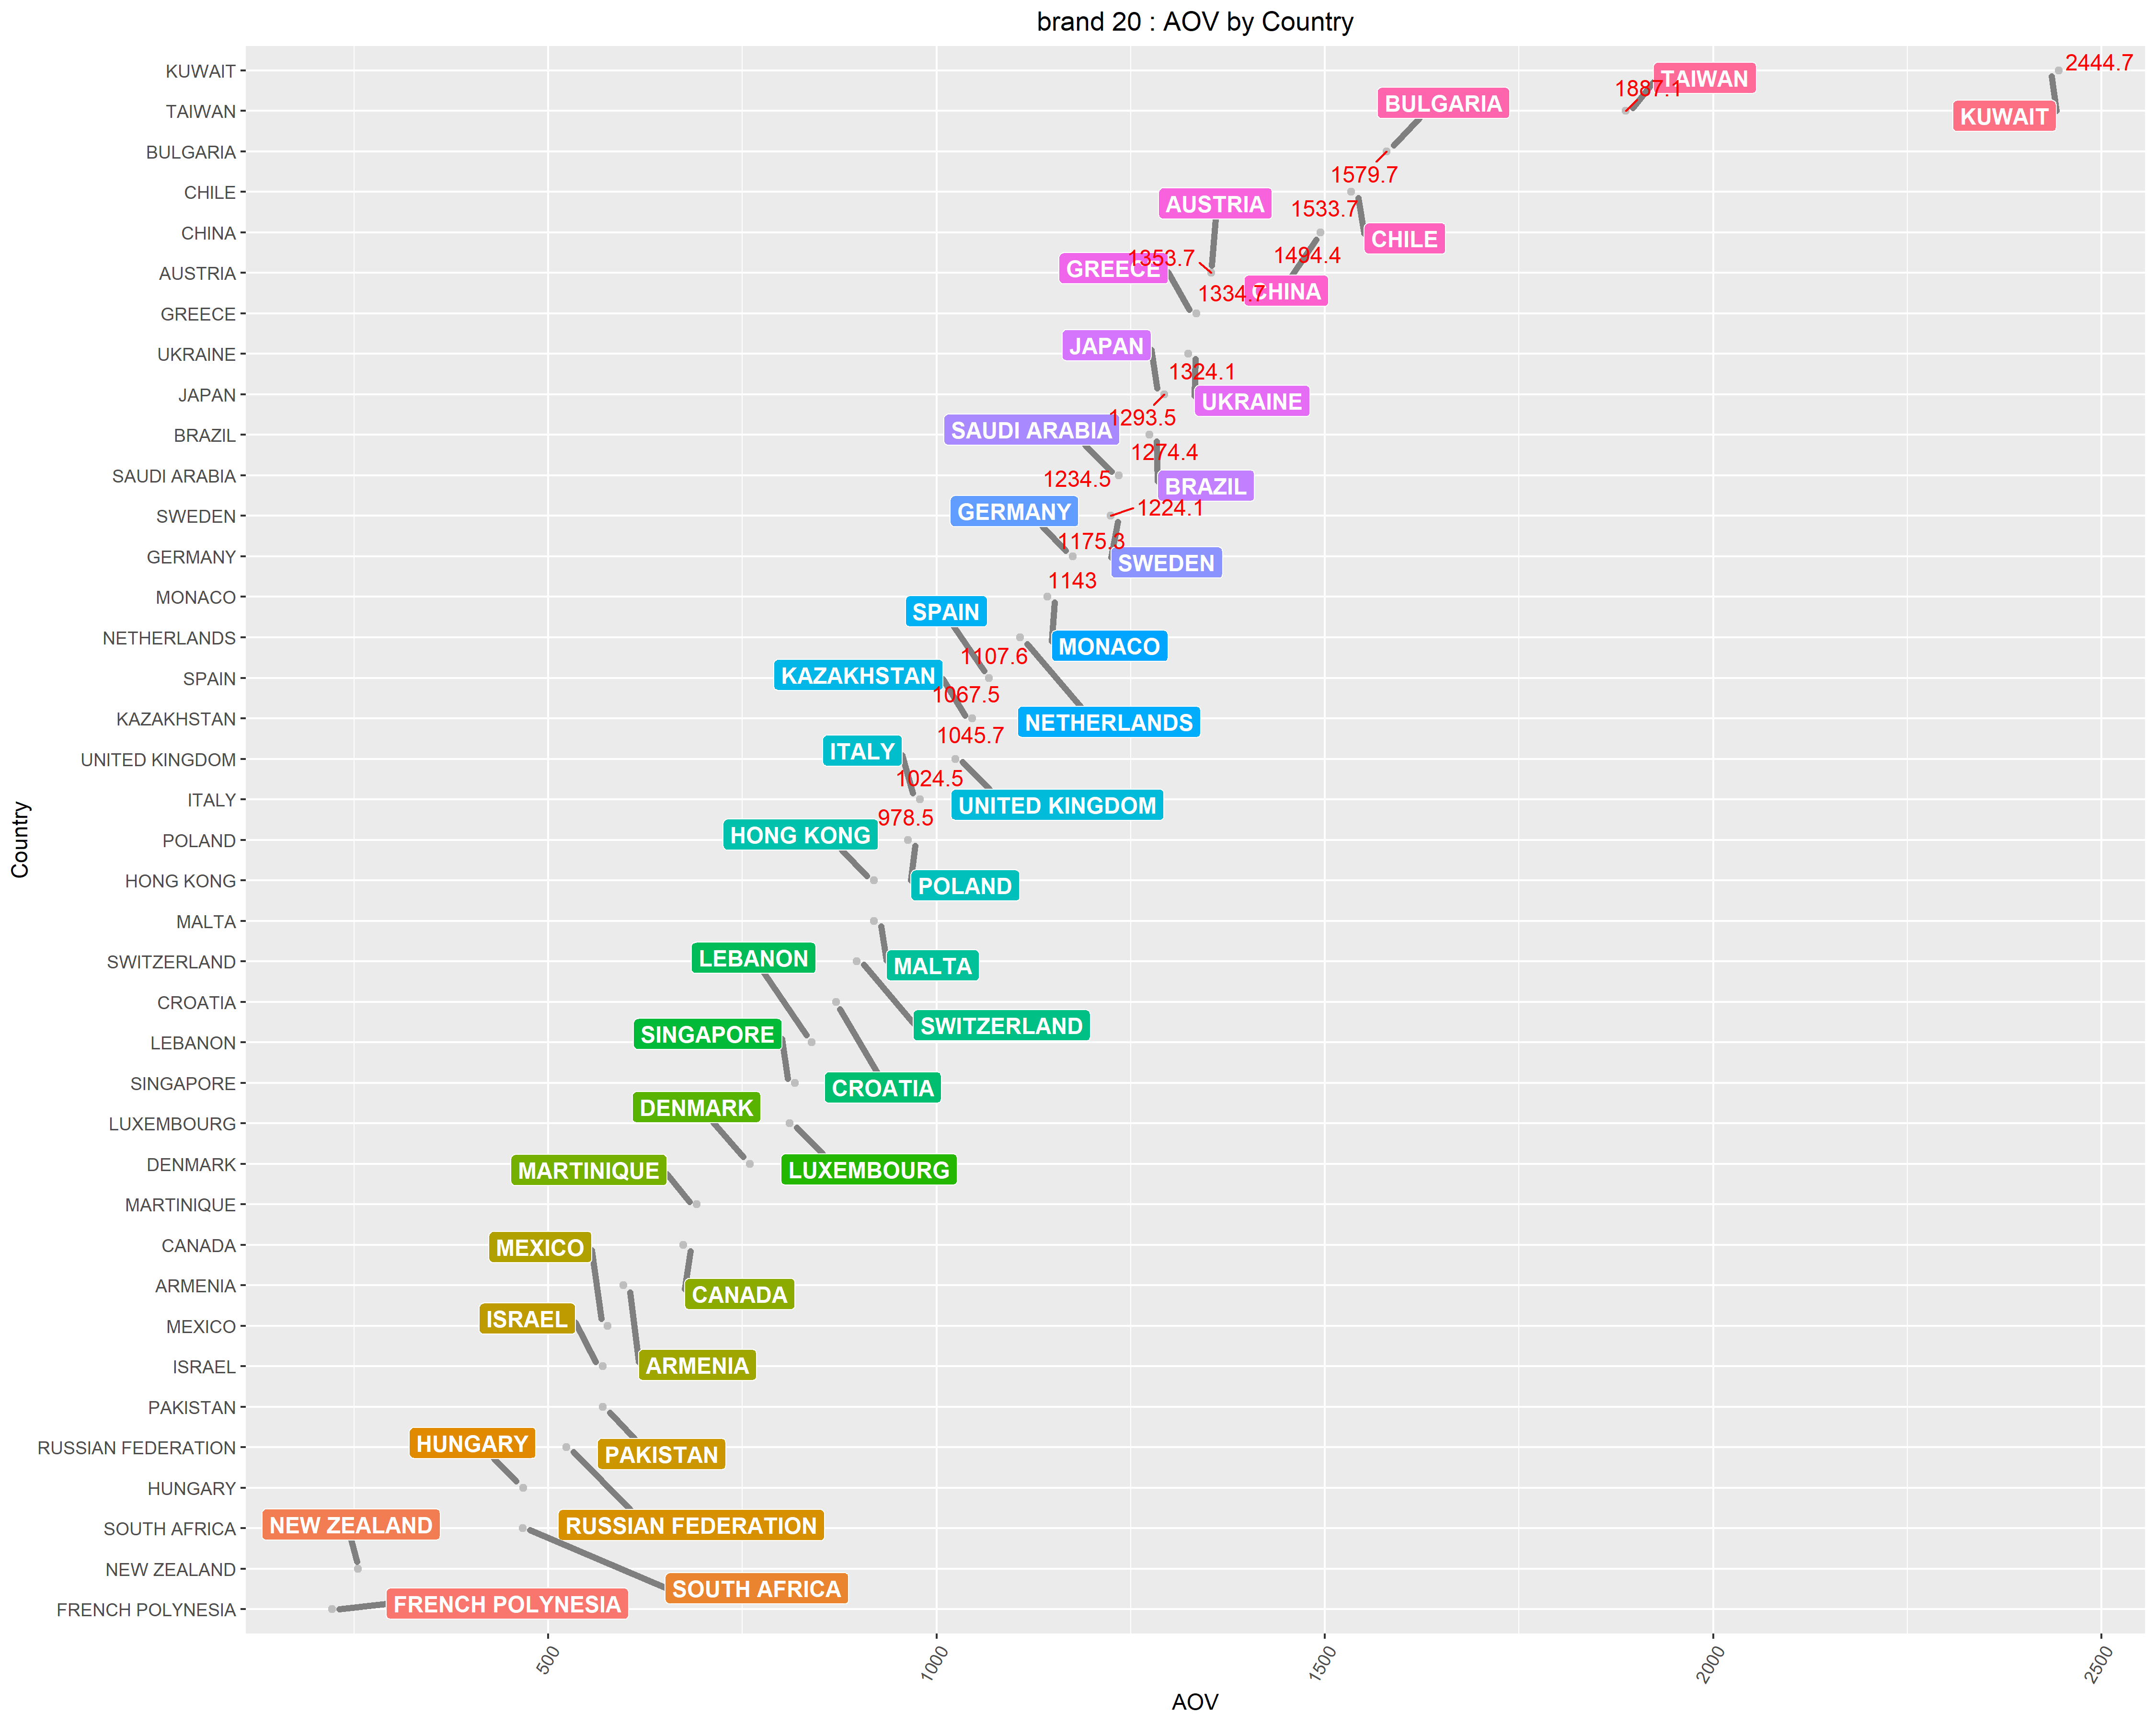 brand 20 : AOV by Country
Country
KUWAIT
TAIWAN
BULGARIA
CHILE
CHINA
AUSTRIA
GREECE
UKRAINE
JAPAN
BRAZIL
SAUDI ARABIA
SWEDEN
GERMANY
MONACO
NETHERLANDS
SPAIN
KAZAKHSTAN
UNITED KINGDOM
ITALY
POLAND
HONG KONG
MALTA
SWITZERLAND
CROATIA
LEBANON
SINGAPORE
LUXEMBOURG
DENMARK
MARTINIQUE
CANADA
ARMENIA
MEXICO
ISRAEL
PAKISTAN
RUSSIAN FEDERATION
HUNGARY
SOUTH AFRICA
NEW ZEALAND
FRENCH POLYNESIA
2444.7
TAIWAN
1887.1
BULGARIA
KUWAIT
1579.7
AUSTRIA
1533.7
CHILE
1494.4
1353.7
GREECE
CHINA
1334.7
JAPAN
1324.1
UKRAINE
1293.5
SAUDI ARABIA
1274.4
1234.5
BRAZIL
1224.1
GERMANY
1175.3
SWEDEN
1143
SPAIN
MONACO
1107.6
KAZAKHSTAN
1067.5
NETHERLANDS
1045.7
ITALY
1024.5
UNITED KINGDOM
978.5
HONG KONG
POLAND
LEBANON
MALTA
SWITZERLAND
SINGAPORE
CROATIA
DENMARK
LUXEMBOURG
MARTINIQUE
MEXICO
CANADA
ISRAEL
ARMENIA
HUNGARY
PAKISTAN
NEW ZEALAND
RUSSIAN FEDERATION
SOUTH AFRICA
FRENCH POLYNESIA
500
1000
1500
2000
2500
AOV